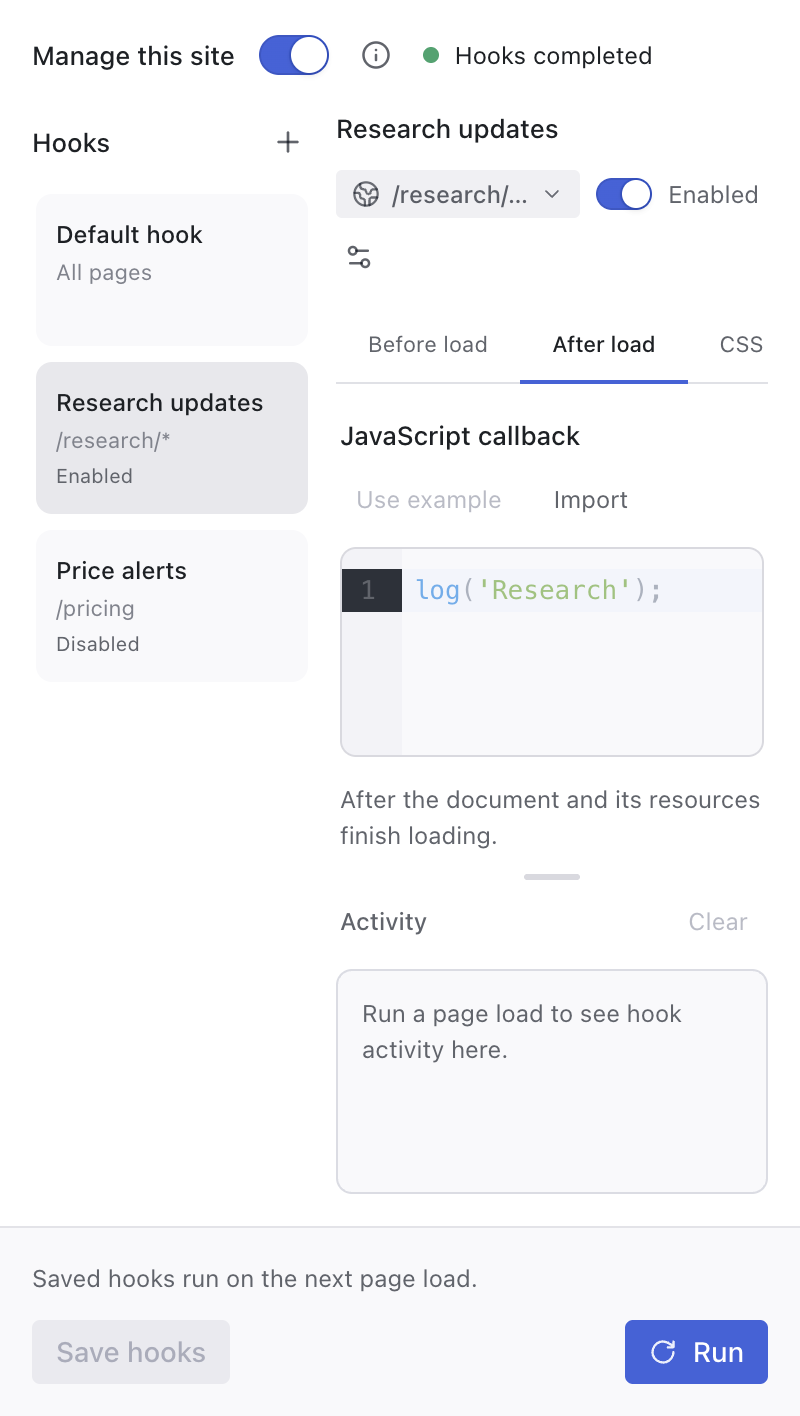 Manage this site
Hooks completed
Hooks
Default hook
All pages
Research updates
/research/*
Enabled
Price alerts
/pricing
Disabled
Research updates
/research/...
Enabled
Before load
After load
CSS
JavaScript callback
Use example
Import
1
log('Research');
After the document and its resources
finish loading.
Activity
Clear
Run a page load to see hook
activity here.
Saved hooks run on the next page load.
Save hooks
Run